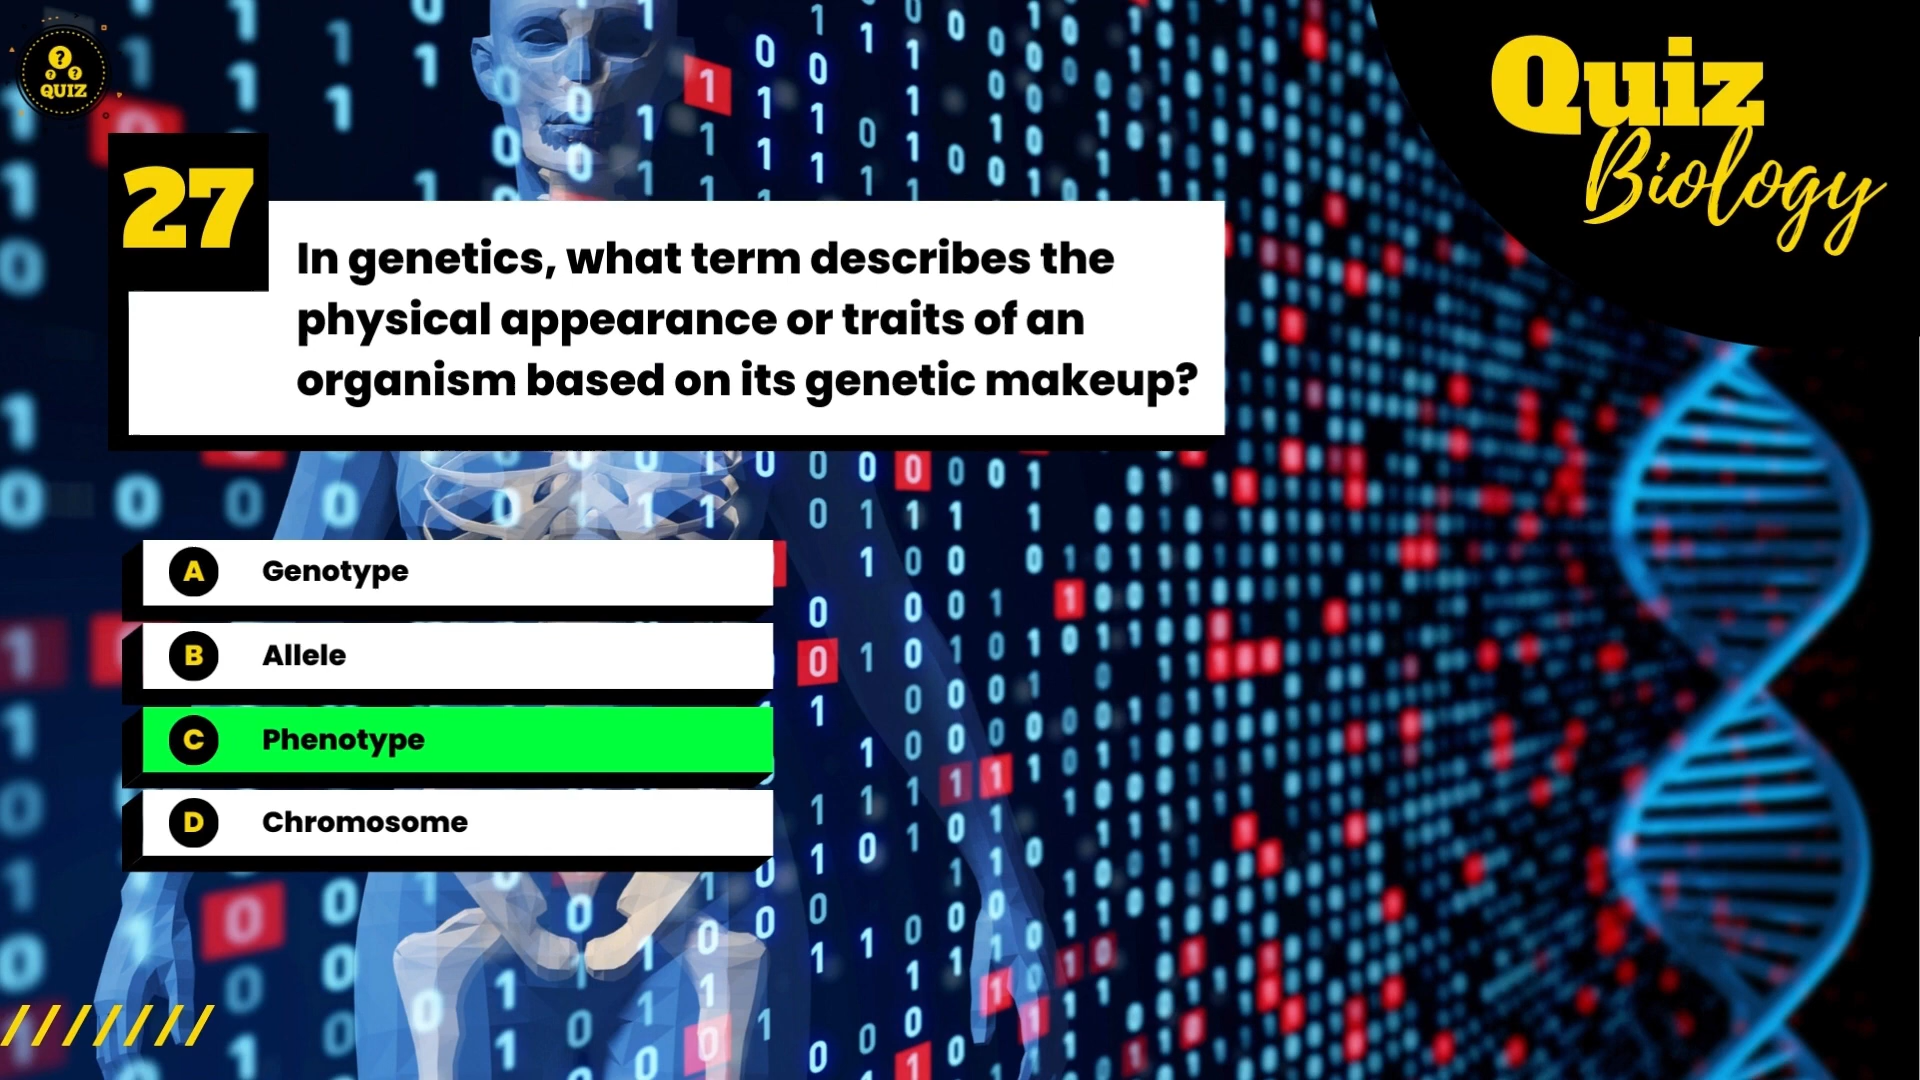 QUIZ
Quiz
Biology
27
In genetics, what term describes the
physical appearance or traits of an
organism based on its genetic makeup?
A Genotype
B Allele
C Phenotype
D Chromosome